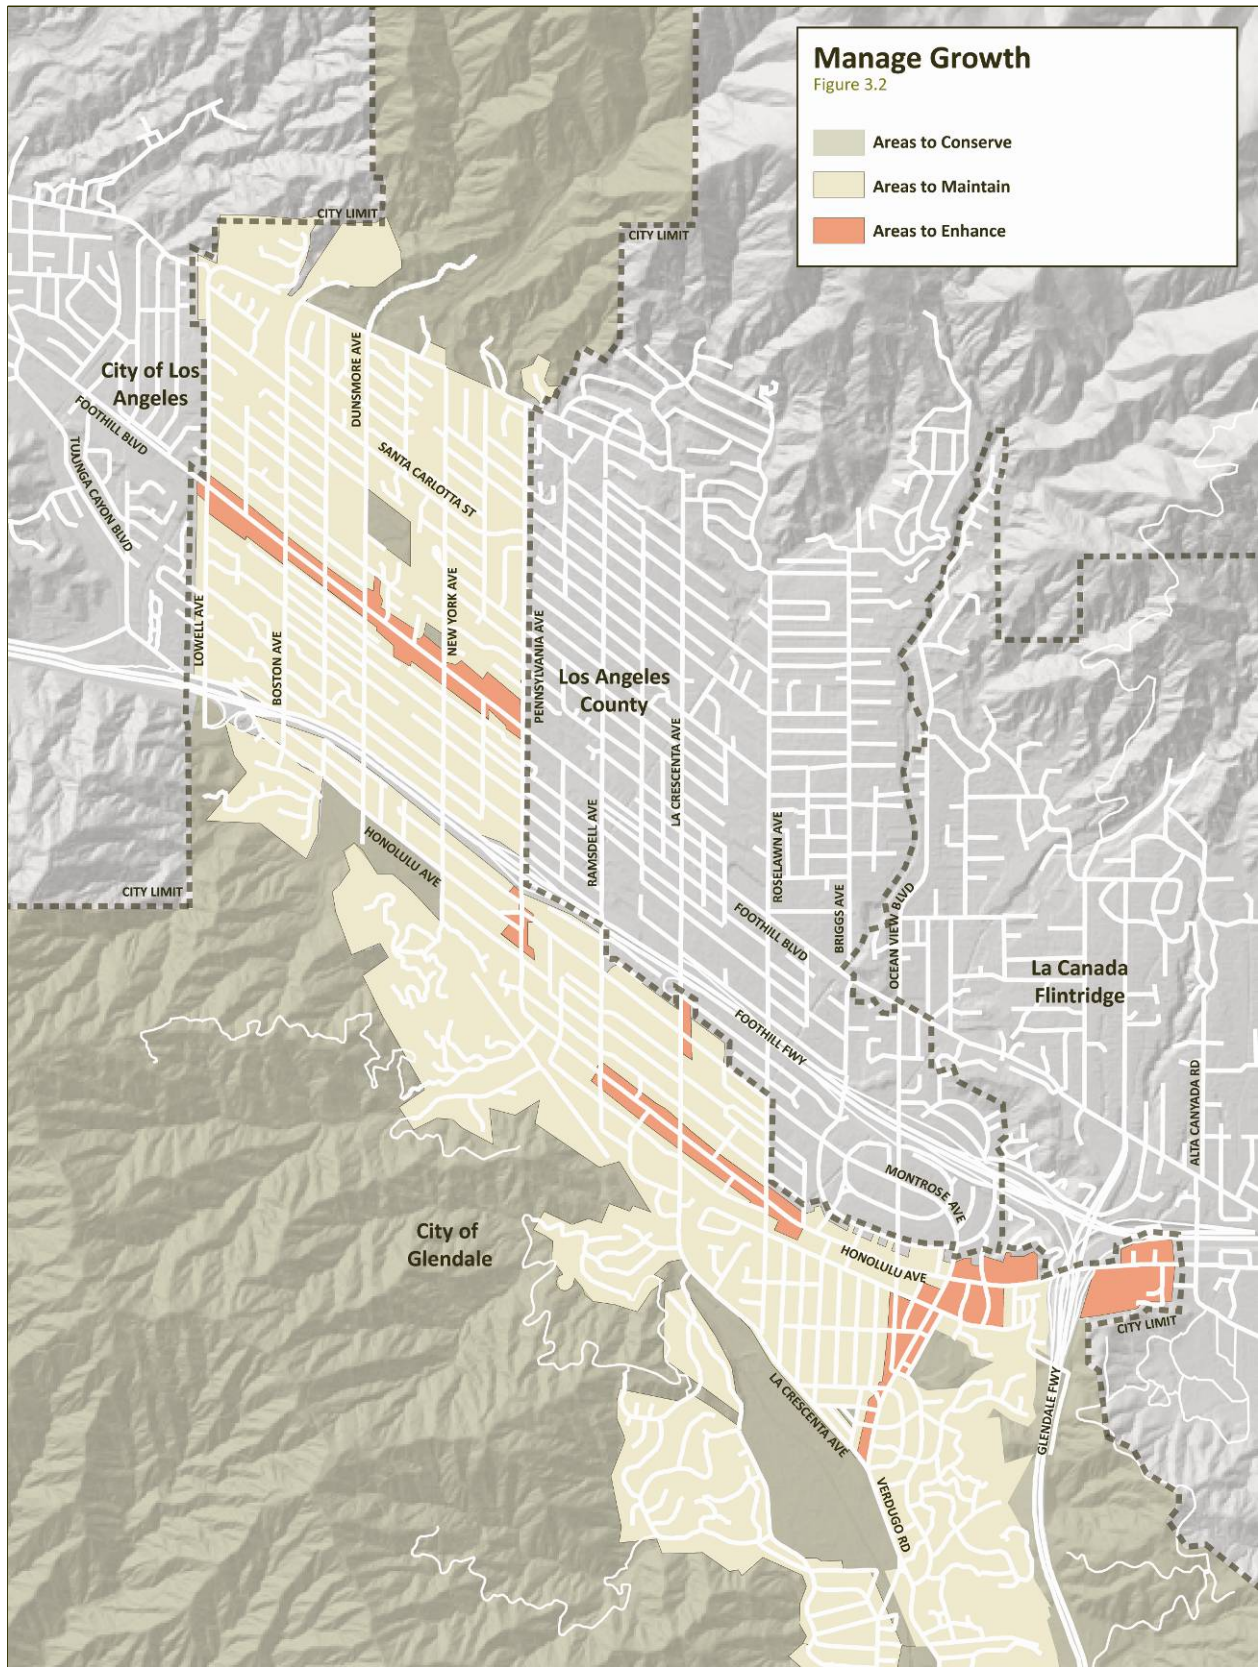 Manage Growth
Figure 3.2
Areas to Conserve
Areas to Maintain
Areas to Enhance
CITY LIMIT
CITY LIMIT
City of Los
Angeles
DUNSMORE AVE
FOOTHILL BLVD
TUJUNGA CAYON BLVD
SANTA CARLOTTA ST
LOWELL AVE
BOSTON AVE
NEW YORK AVE
PENNSYLVANIA AVE
Los Angeles
County
LA CRESCENTA AVE
RAMSDELL AVE
ROSELAWN AVE
HONOLULU AVE
CITY LIMIT
BRIGGS AVE
OCEAN VIEW BLVD
FOOTHILL BLVD
La Canada
Flintridge
FOOTHILL FWY
ALTA CANYADA RD
MONTROSE AVE
City of
Glendale
HONOLULU AVE
CITY LIMIT
LA CRESCENTA AVE
GLENDALE FWY
VERDUGO RD